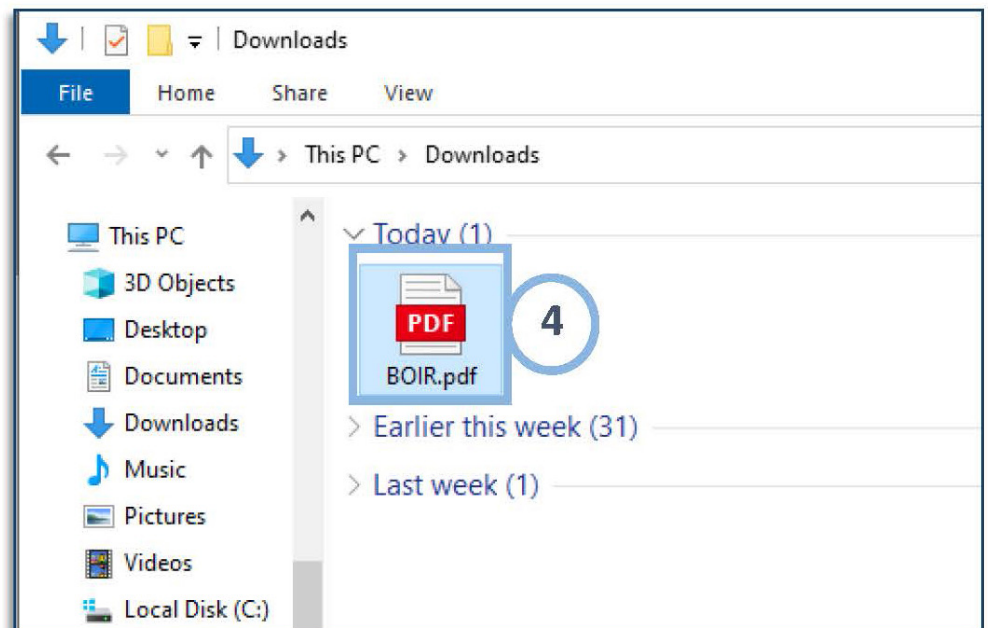 Downloads
File Home Share View
This PC > Downloads
This PC
3D Objects
Desktop
Documents
Downloads
Music
Pictures
Videos
Local Disk (C:)
Today (1)
PDF
4
BOIR.pdf
Earlier this week (31)
Last week (1)